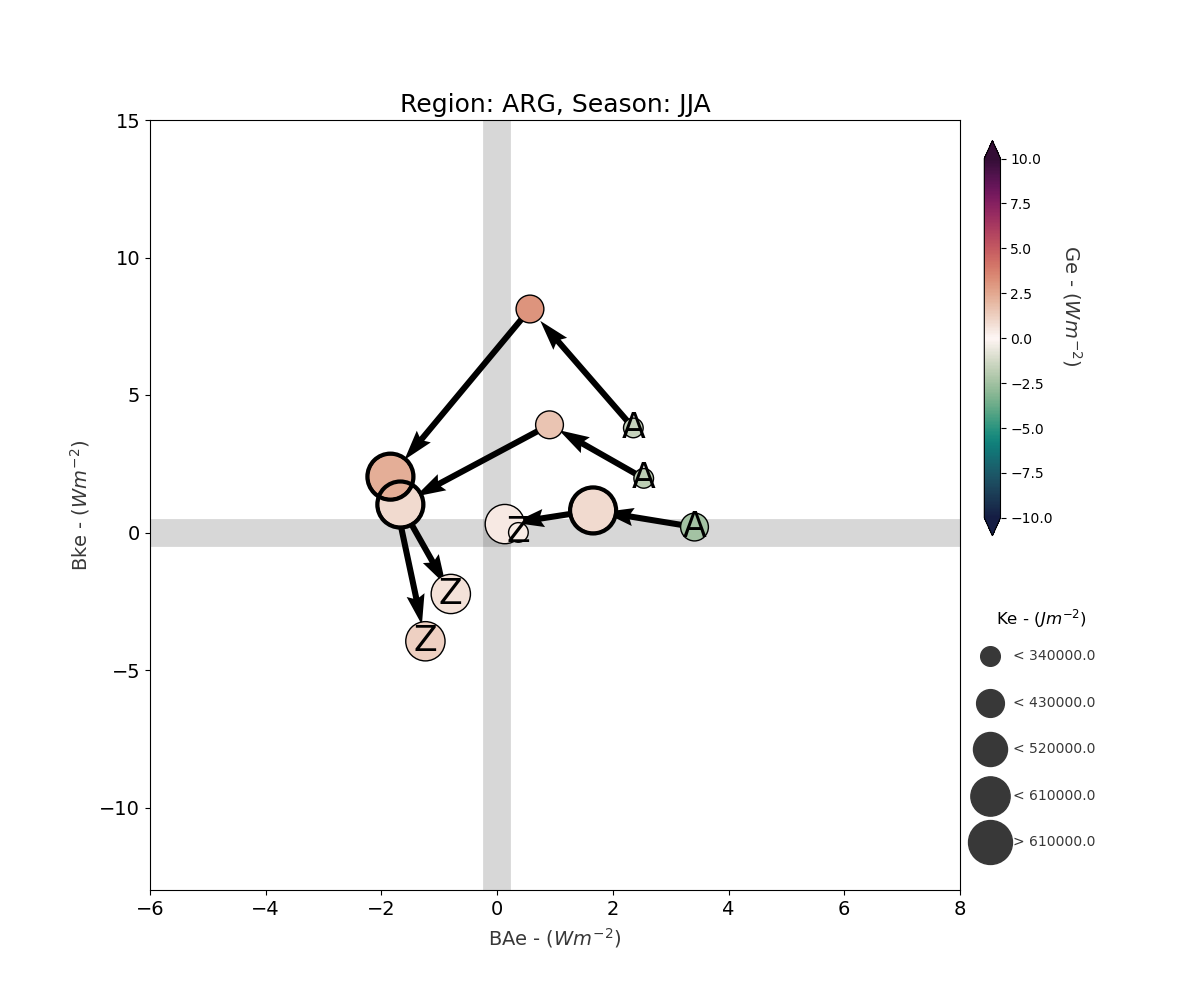 Region: ARG, Season: JJA
15
10
5
0
−5
−10
−6
−4
−2
0
2
4
6
8
Bke - (Wm⁻²)
BAe - (Wm⁻²)
A
A
A
Z
Z
Z
10.0
7.5
5.0
2.5
0.0
−2.5
−5.0
−7.5
−10.0
Ge - (Wm⁻²)
Ke - (Jm⁻²)
< 340000.0
< 430000.0
< 520000.0
< 610000.0
> 610000.0